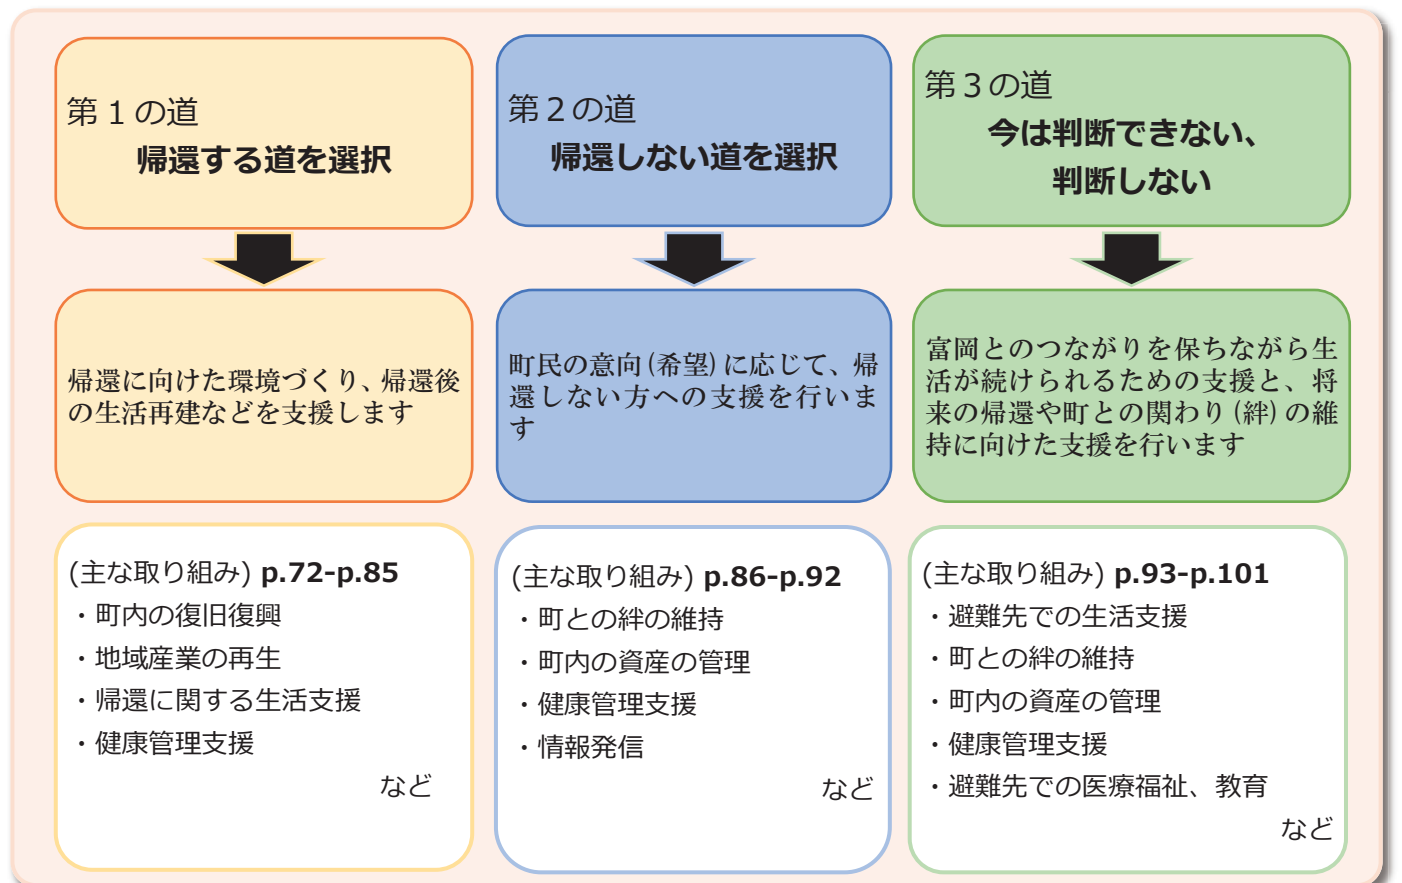 第１の道
帰還する道を選択
帰還に向けた環境づくり、帰還後
の生活再建などを支援します
(主な取り組み) p.72-p.85
・町内の復旧復興
・地域産業の再生
・帰還に関する生活支援
・健康管理支援
など
第２の道
帰還しない道を選択
町民の意向(希望)に応じて、帰
還しない方への支援を行いま
す
(主な取り組み) p.86-p.92
・町との絆の維持
・町内の資産の管理
・健康管理支援
・情報発信
など
第３の道
今は判断できない、
判断しない
富岡とのつながりを保ちながら生
活が続けられるための支援と、将
来の帰還や町との関わり(絆)の維
持に向けた支援を行います
(主な取り組み) p.93-p.101
・避難先での生活支援
・町との絆の維持
・町内の資産の管理
・健康管理支援
・避難先での医療福祉、教育
など